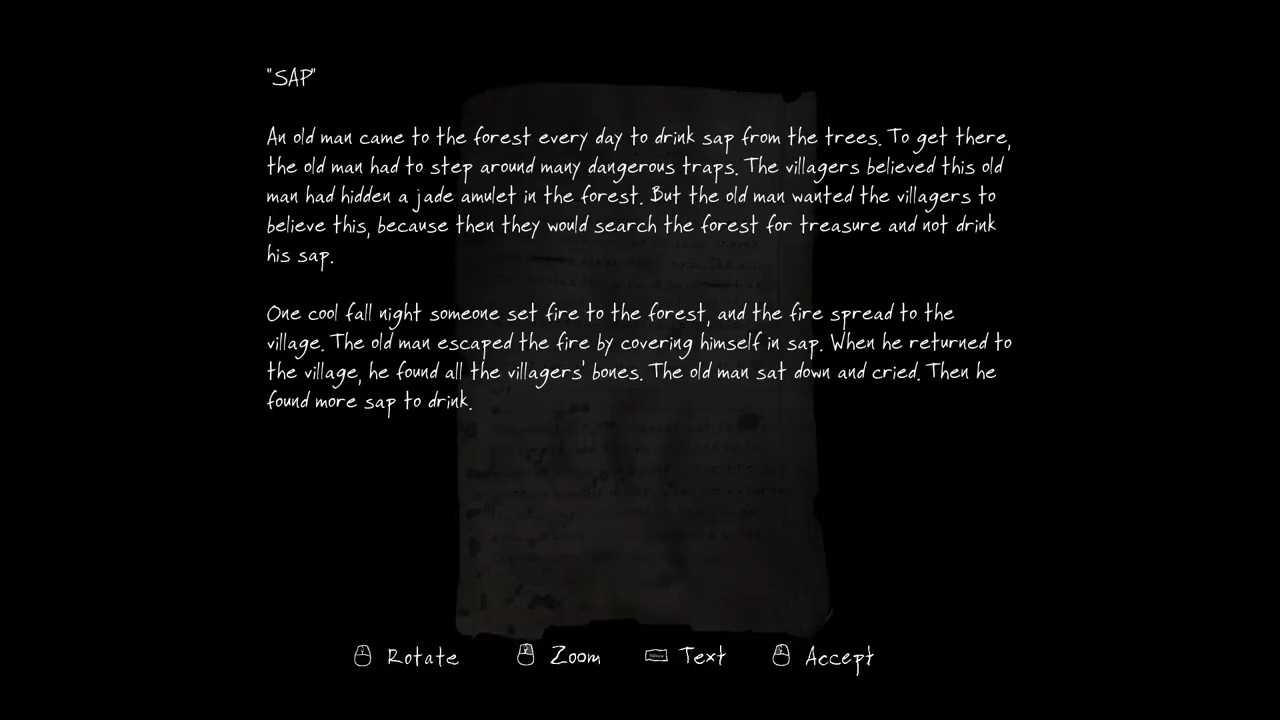 "SAP"
An old man came to the forest every day to drink sap from the trees. To get there,
the old man had to step around many dangerous traps. The villagers believed this old
man had hidden a jade amulet in the forest. But the old man wanted the villagers to
believe this, because then they would search the forest for treasure and not drink
his sap.
One cool fall night someone set fire to the forest, and the fire spread to the
village. The old man escaped the fire by covering himself in sap. When he returned to
the village, he found all the villagers' bones. The old man sat down and cried. Then he
found more sap to drink.
Rotate Zoom Text Accept